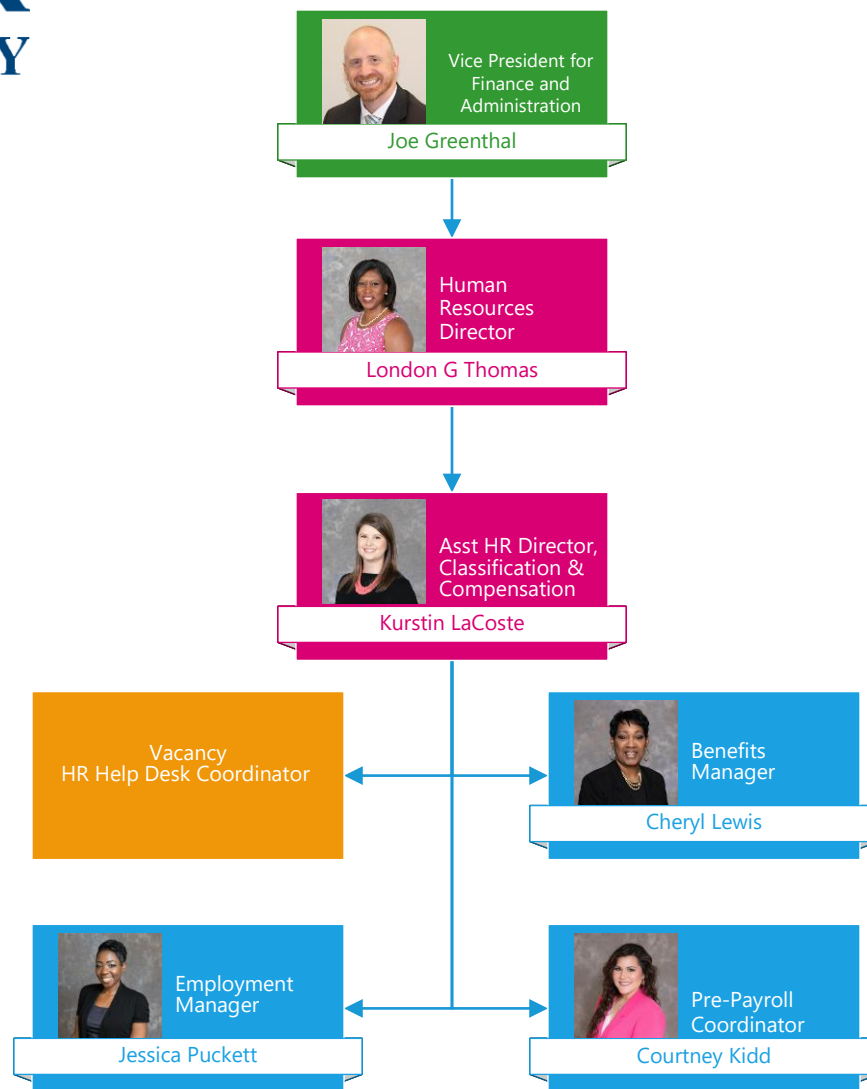 Y
Vice President for
Finance and
Administration
Joe Greenthal
Human
Resources
Director
London G Thomas
Asst HR Director,
Classification &
Compensation
Kurstin LaCoste
Vacancy
HR Help Desk Coordinator
Benefits
Manager
Cheryl Lewis
Employment
Manager
Jessica Puckett
Pre-Payroll
Coordinator
Courtney Kidd